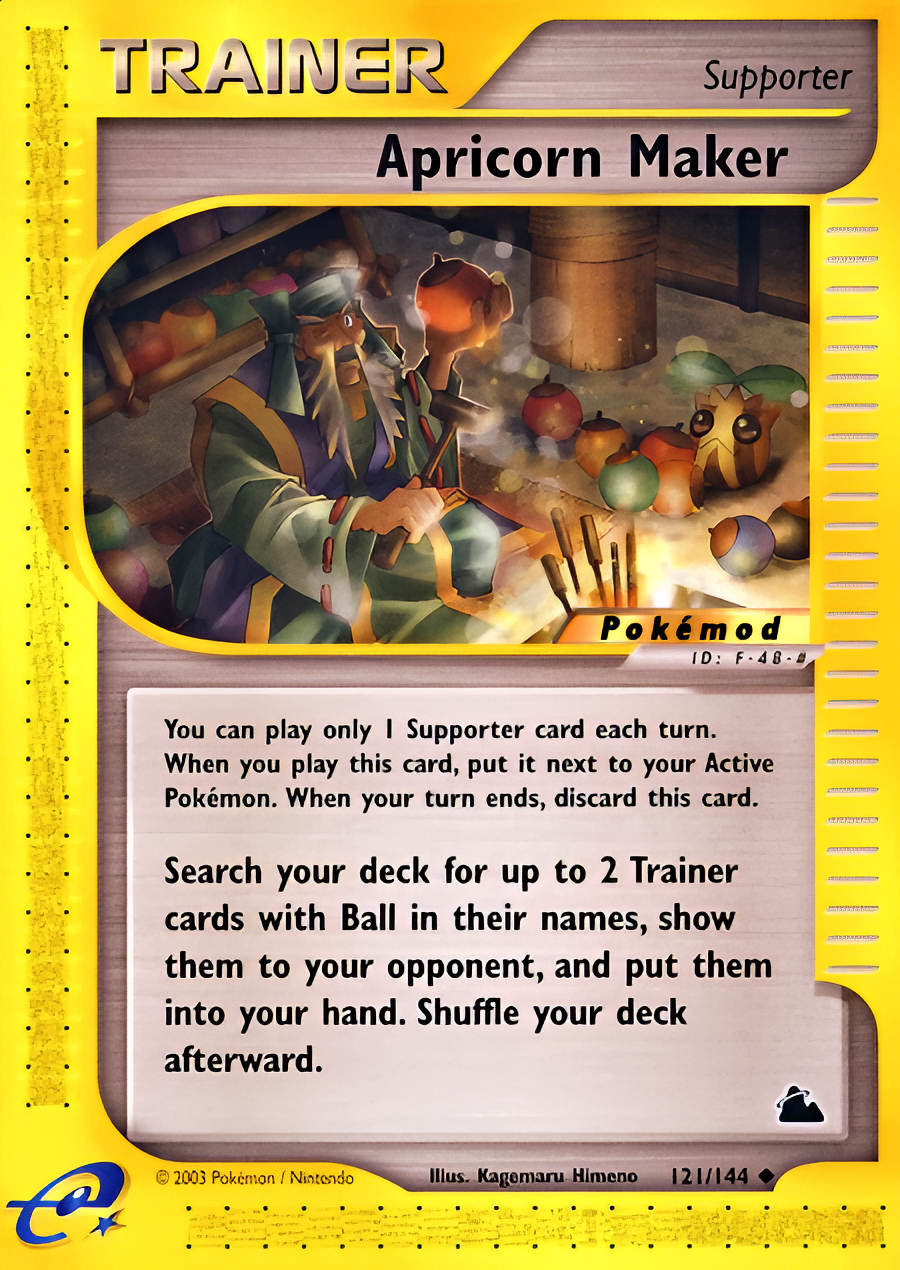 TRAINER
Supporter
Apricorn Maker
Pokémod
ID: F-48-#
You can play only 1 Supporter card each turn.
When you play this card, put it next to your Active
Pokémon. When your turn ends, discard this card.
Search your deck for up to 2 Trainer
cards with Ball in their names, show
them to your opponent, and put them
into your hand. Shuffle your deck
afterward.
© 2003 Pokémon / Nintendo
Illus. Kagemaru Himeno
121/144